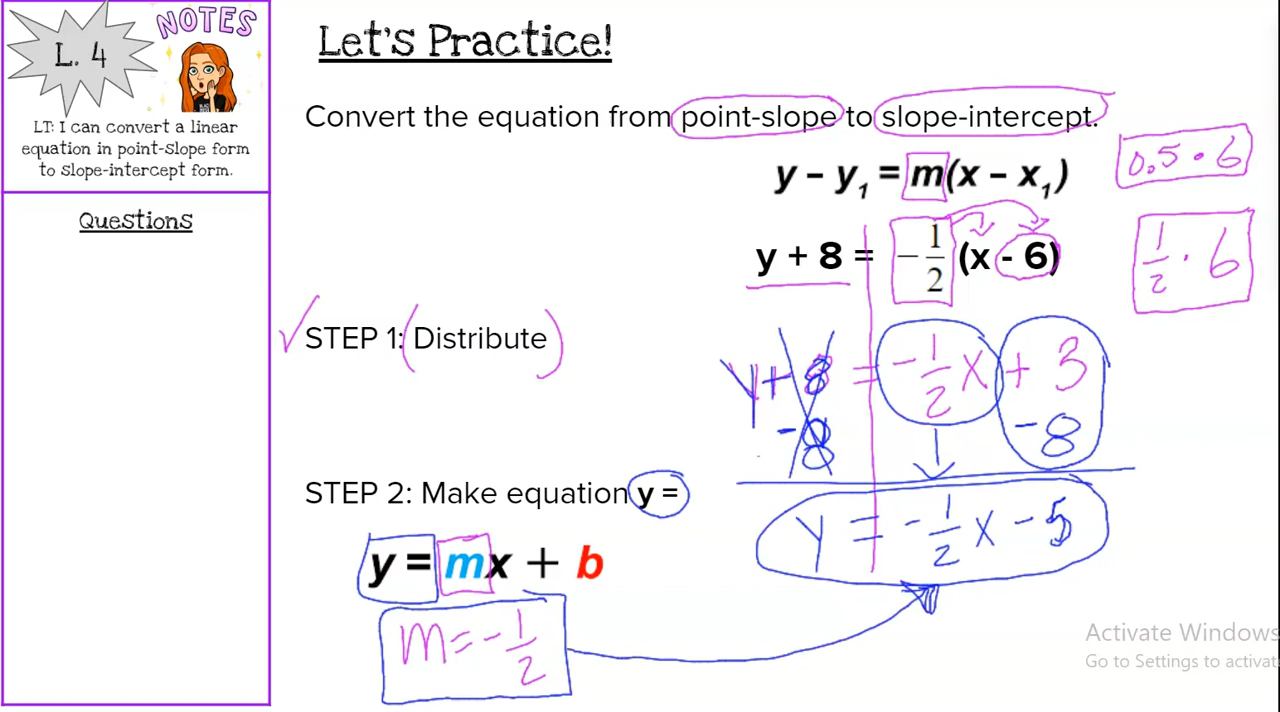 L. 4
NOTES
LT: I can convert a linear
equation in point-slope form
to slope-intercept form.
Questions
Let's Practice!
Convert the equation from point-slope to slope-intercept.
y – y₁ = m(x – x₁)
0.5 • 6
y + 8 = -1/2 (x - 6)
1/2 · 6
STEP 1: (Distribute)
y + 8 = -1/2x + 3
-8 -8
STEP 2: Make equation y =
y = -1/2x - 5
y = mx + b
m = -1/2
Activate Windows
Go to Settings to activat